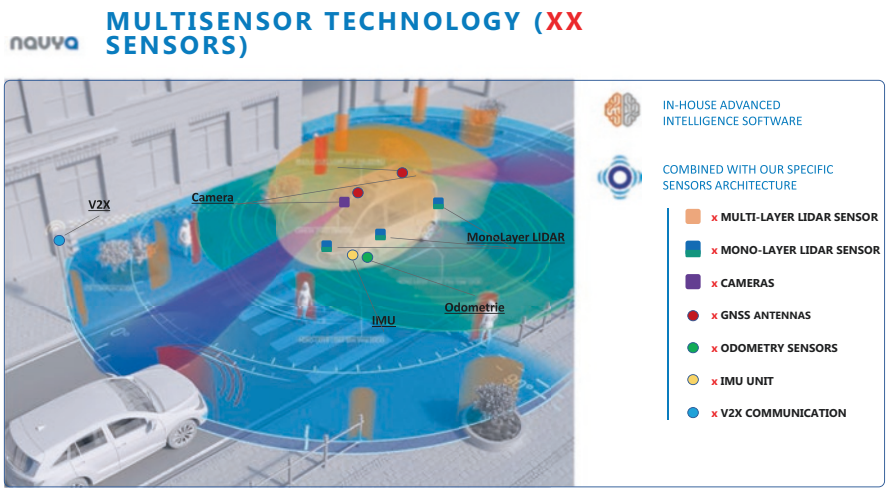 MULTISENSOR TECHNOLOGY (XX
SENSORS)
navya
V2X
Camera
MonoLayer LIDAR
Odometrie
IMU
IN-HOUSE ADVANCED
INTELLIGENCE SOFTWARE
COMBINED WITH OUR SPECIFIC
SENSORS ARCHITECTURE
x MULTI-LAYER LIDAR SENSOR
x MONO-LAYER LIDAR SENSOR
x CAMERAS
x GNSS ANTENNAS
x ODOMETRY SENSORS
x IMU UNIT
x V2X COMMUNICATION